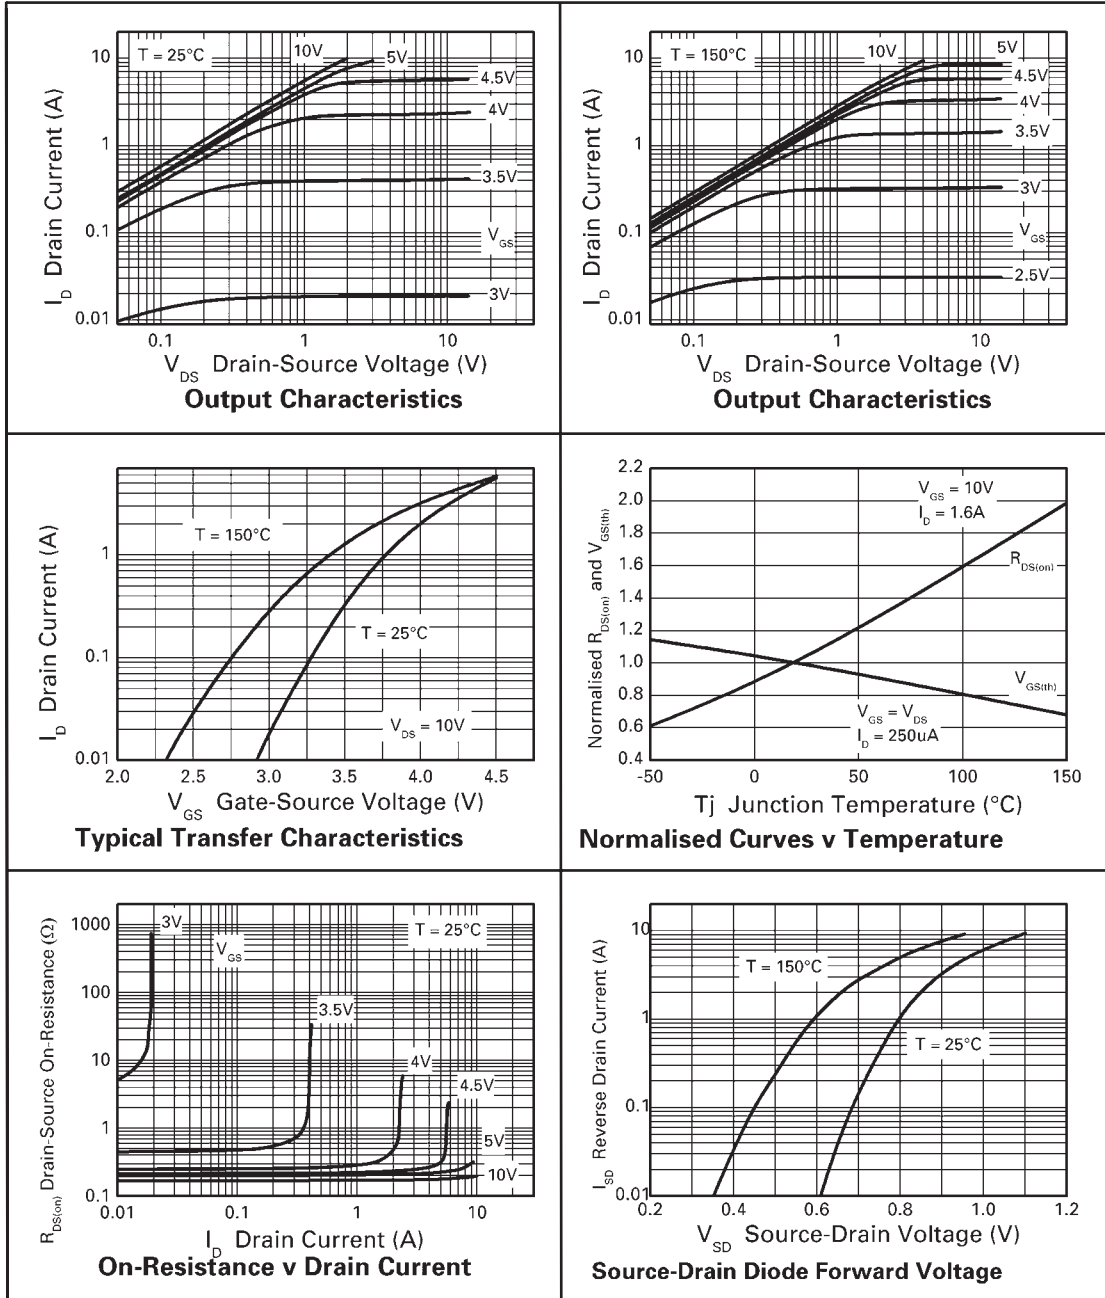 T = 25°C
10V
5V
4.5V
4V
3.5V
V_GS
3V
10
1
0.1
0.01
I_D Drain Current (A)
0.1 1 10
V_DS Drain-Source Voltage (V)
Output Characteristics
T = 150°C
10V
5V
4.5V
4V
3.5V
3V
V_GS
2.5V
10
1
0.1
0.01
I_D Drain Current (A)
0.1 1 10
V_DS Drain-Source Voltage (V)
Output Characteristics
T = 150°C
T = 25°C
V_DS = 10V
1
0.1
0.01
I_D Drain Current (A)
2.0 2.5 3.0 3.5 4.0 4.5
V_GS Gate-Source Voltage (V)
Typical Transfer Characteristics
2.2
2.0
1.8
1.6
1.4
1.2
1.0
0.8
0.6
0.4
Normalised R_DS(on) and V_GS(th)
V_GS = 10V
I_D = 1.6A
R_DS(on)
V_GS(th)
V_GS = V_DS
I_D = 250uA
-50 0 50 100 150
Tj Junction Temperature (°C)
Normalised Curves v Temperature
1000
100
10
1
0.1
R_DS(on) Drain-Source On-Resistance (Ω)
3V
V_GS
T = 25°C
3.5V
4V
4.5V
5V
10V
0.01 0.1 1 10
I_D Drain Current (A)
On-Resistance v Drain Current
10
1
0.1
0.01
I_SD Reverse Drain Current (A)
T = 150°C
T = 25°C
0.2 0.4 0.6 0.8 1.0 1.2
V_SD Source-Drain Voltage (V)
Source-Drain Diode Forward Voltage